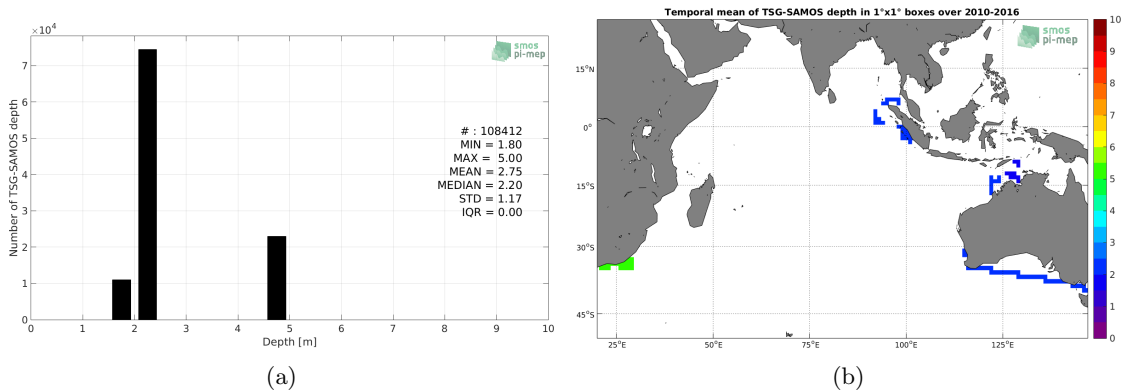 ×10⁴
smos
pi-mep
7
6
5
4
3
2
1
0
Number of TSG-SAMOS depth
# : 108412
MIN = 1.80
MAX = 5.00
MEAN = 2.75
MEDIAN = 2.20
STD = 1.17
IQR = 0.00
0 1 2 3 4 5 6 7 8 9 10
Depth [m]
(a)
Temporal mean of TSG-SAMOS depth in 1°x1° boxes over 2010-2016
smos
pi-mep
15°N
0°
15°S
30°S
45°S
25°E 50°E 75°E 100°E 125°E
10
9
8
7
6
5
4
3
2
1
0
(b)